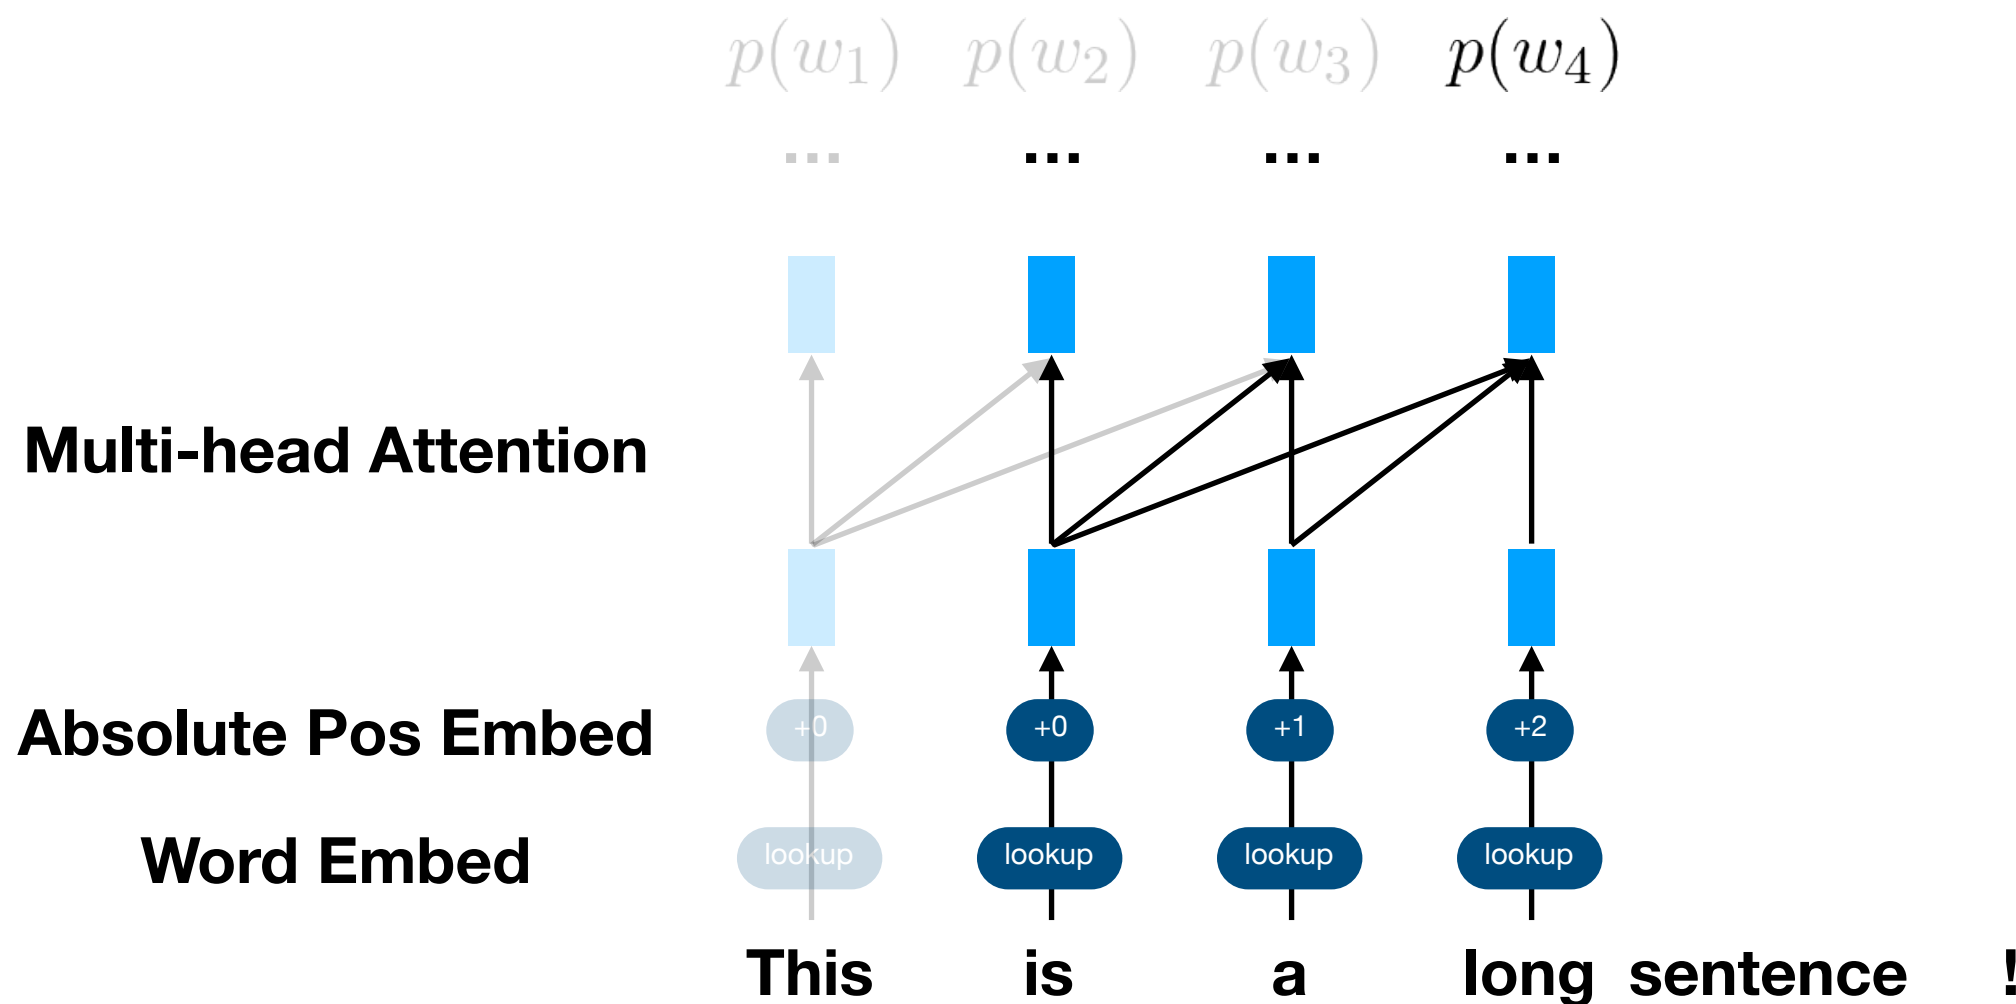 p(w₁) p(w₂) p(w₃) p(w₄)
... ... ... ...
Multi-head Attention
Absolute Pos Embed +0 +0 +1 +2
Word Embed lookup lookup lookup lookup
This is a long sentence !